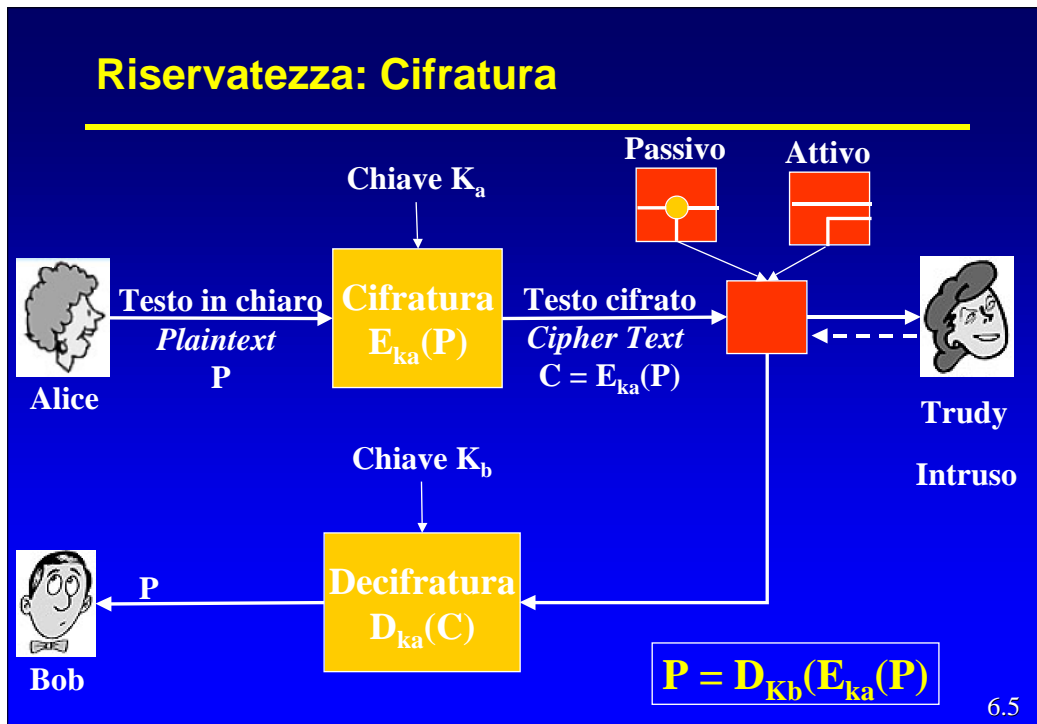 Riservatezza: Cifratura
Passivo
Attivo
Chiave Ka
Testo in chiaro
Plaintext
P
Cifratura
Eka(P)
Testo cifrato
Cipher Text
C = Eka(P)
Alice
Trudy
Intruso
Chiave Kb
P
Decifratura
Dka(C)
Bob
P = DKb(Eka(P)
6.5